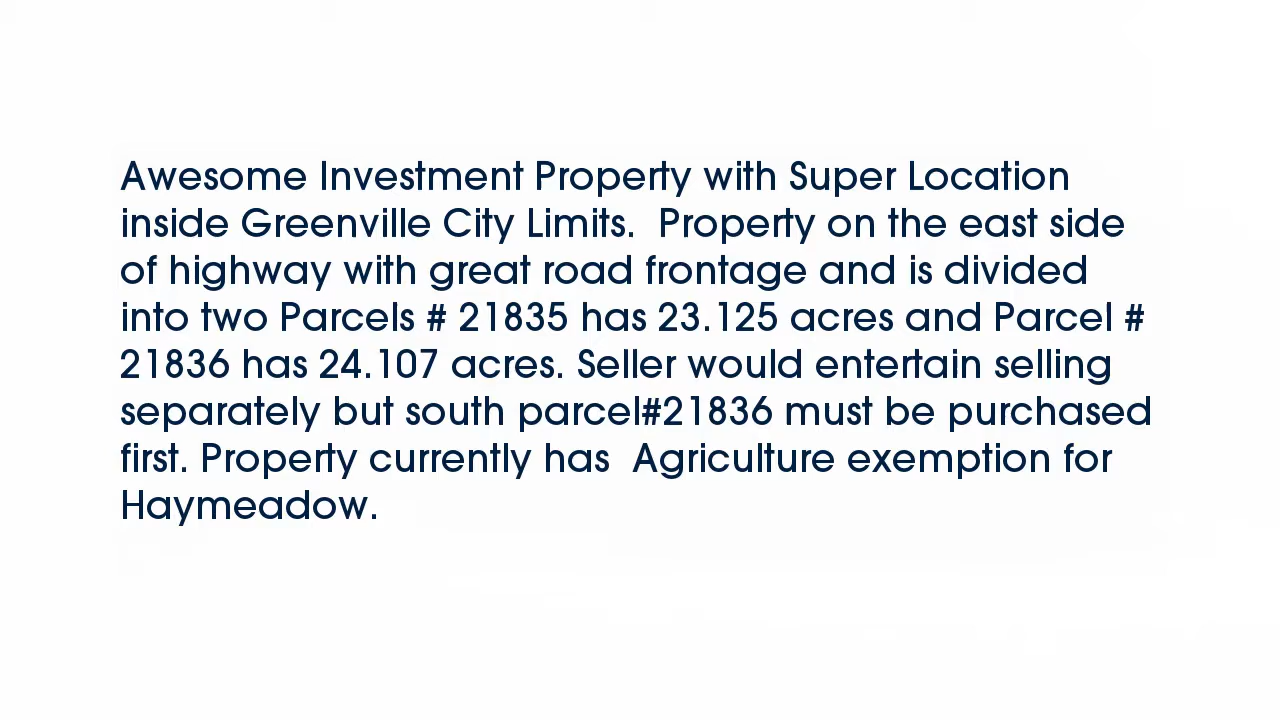 Awesome Investment Property with Super Location
inside Greenville City Limits.  Property on the east side
of highway with great road frontage and is divided
into two Parcels # 21835 has 23.125 acres and Parcel #
21836 has 24.107 acres. Seller would entertain selling
separately but south parcel#21836 must be purchased
first. Property currently has  Agriculture exemption for
Haymeadow.